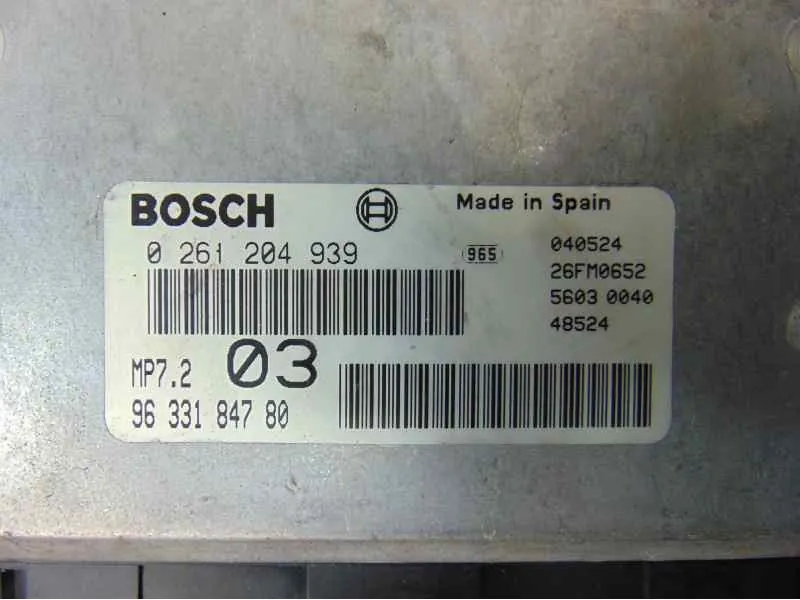 BOSCH Made in Spain
0 261 204 939 965 040524
26FM0652
5603 0040
48524
MP7.2 03
96 331 847 80